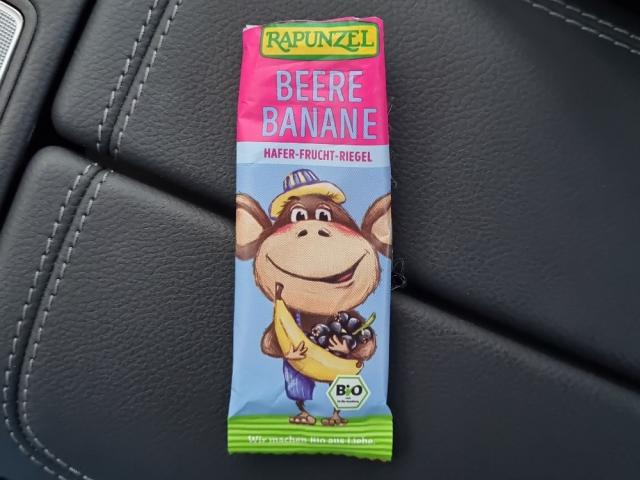 RAPUNZEL
BEERE
BANANE
HAFER-FRUCHT-RIEGEL
BIO
Wir machen Bio aus Liebe.